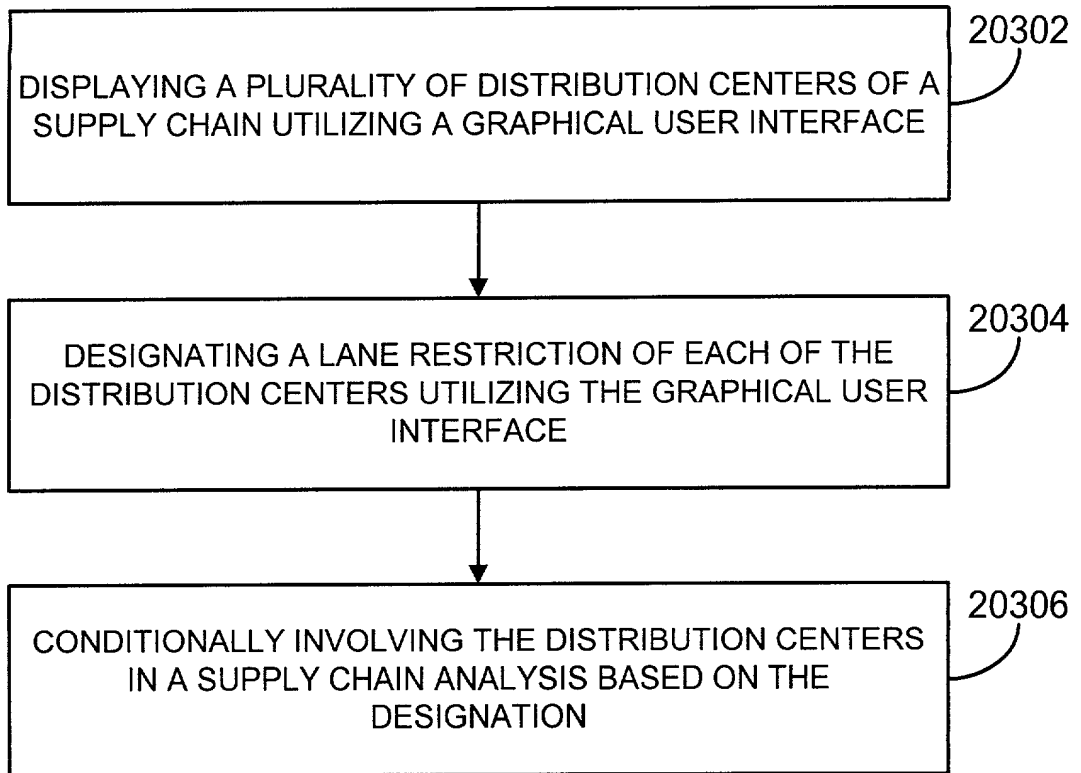 20302
DISPLAYING A PLURALITY OF DISTRIBUTION CENTERS OF A
SUPPLY CHAIN UTILIZING A GRAPHICAL USER INTERFACE
20304
DESIGNATING A LANE RESTRICTION OF EACH OF THE
DISTRIBUTION CENTERS UTILIZING THE GRAPHICAL USER
INTERFACE
20306
CONDITIONALLY INVOLVING THE DISTRIBUTION CENTERS
IN A SUPPLY CHAIN ANALYSIS BASED ON THE
DESIGNATION